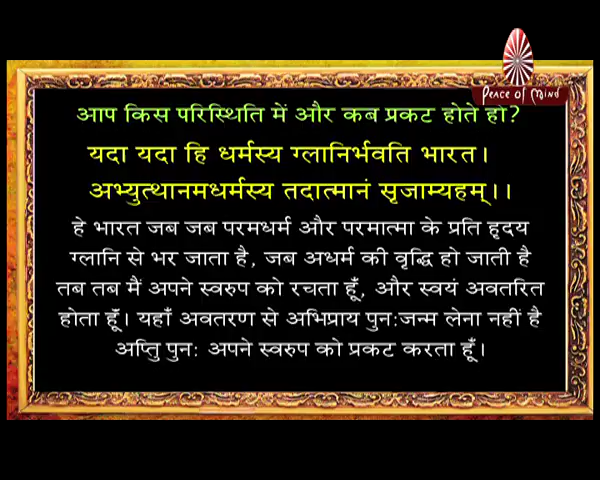 Peace of Mind
आप किस परिस्थिति में और कब प्रकट होते हो?
यदा यदा हि धर्मस्य ग्लानिर्भवति भारत।
अभ्युत्थानमधर्मस्य तदात्मानं सृजाम्यहम्।।
हे भारत जब जब परमधर्म और परमात्मा के प्रति हृदय
ग्लानि से भर जाता है, जब अधर्म की वृद्धि हो जाती है
तब तब मैं अपने स्वरुप को रचता हूँ, और स्वयं अवतरित
होता हूँ। यहाँ अवतरण से अभिप्राय पुन:जन्म लेना नहीं है
अप्तिु पुन: अपने स्वरुप को प्रकट करता हूँ।